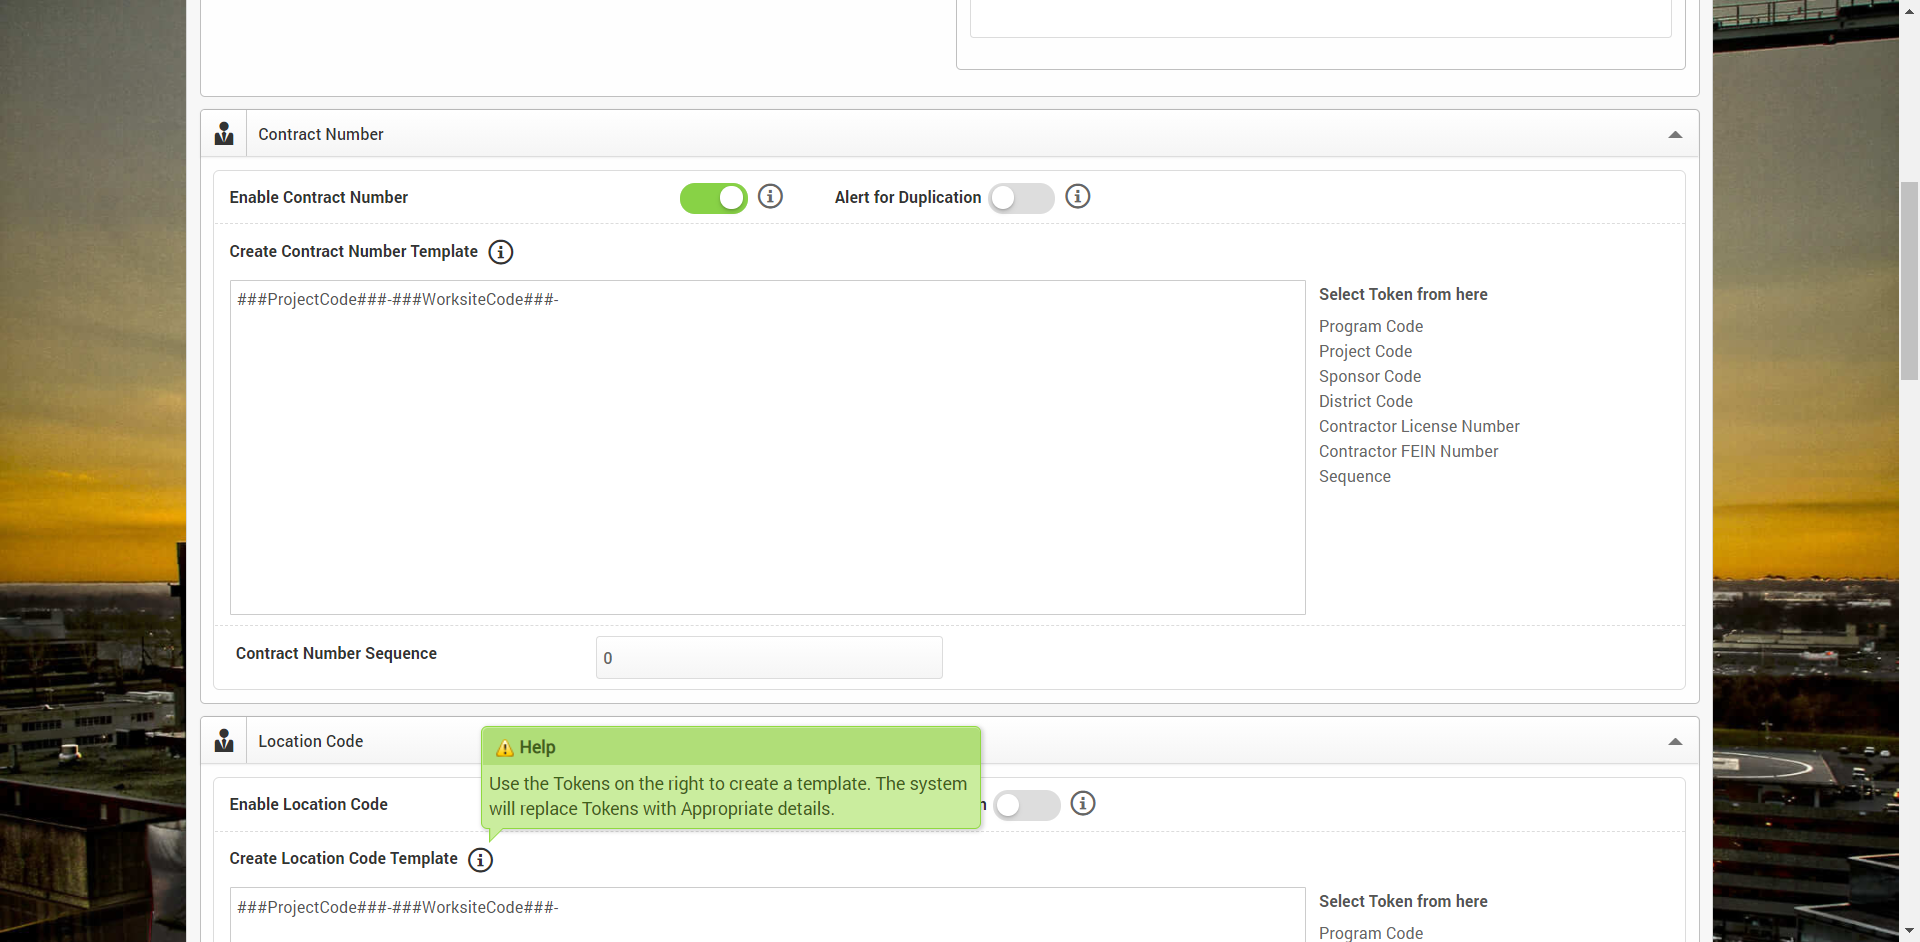 Contract Number
Enable Contract Number
Alert for Duplication
Create Contract Number Template
###ProjectCode###-###WorksiteCode###-
Select Token from here
Program Code
Project Code
Sponsor Code
District Code
Contractor License Number
Contractor FEIN Number
Sequence
Contract Number Sequence
0
Location Code
Help
Use the Tokens on the right to create a template. The system
will replace Tokens with Appropriate details.
Enable Location Code
Create Location Code Template
###ProjectCode###-###WorksiteCode###-
Select Token from here
Program Code